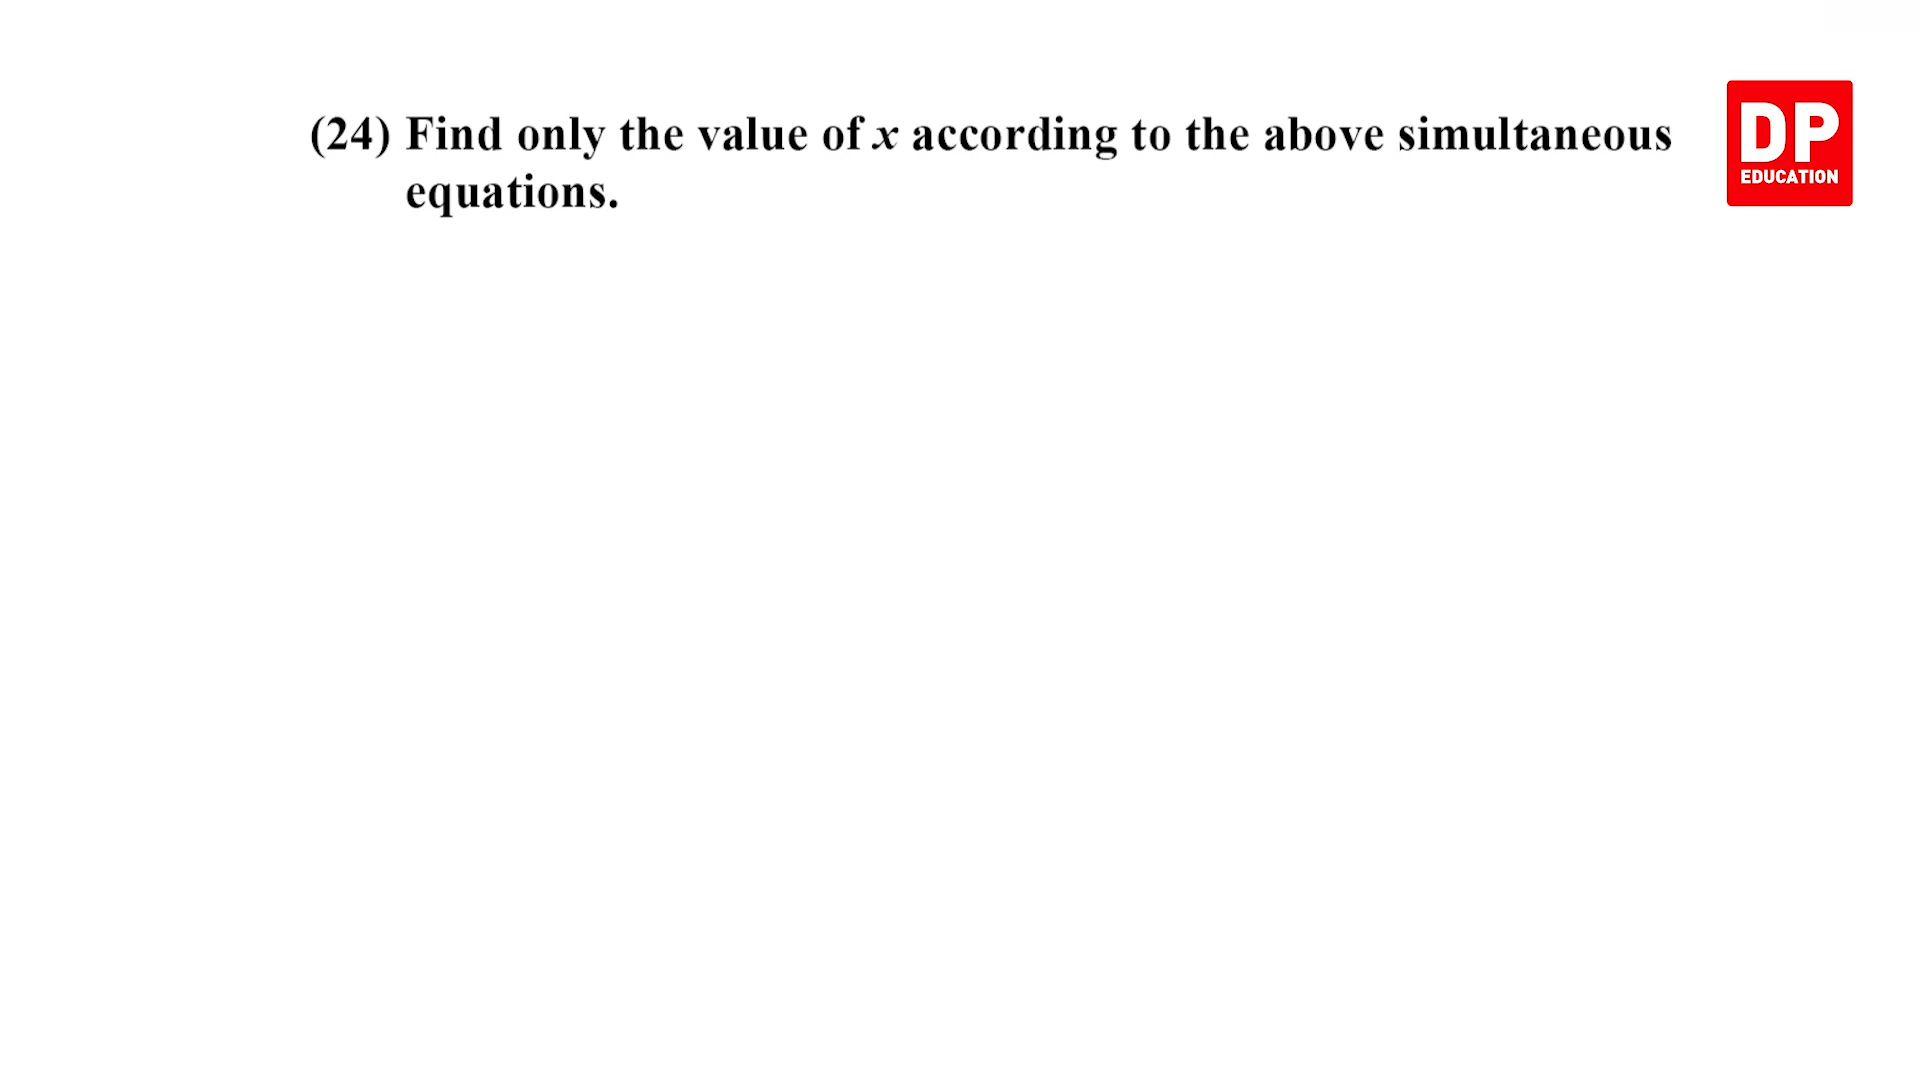 (24) Find only the value of x according to the above simultaneous
equations.
DP
EDUCATION